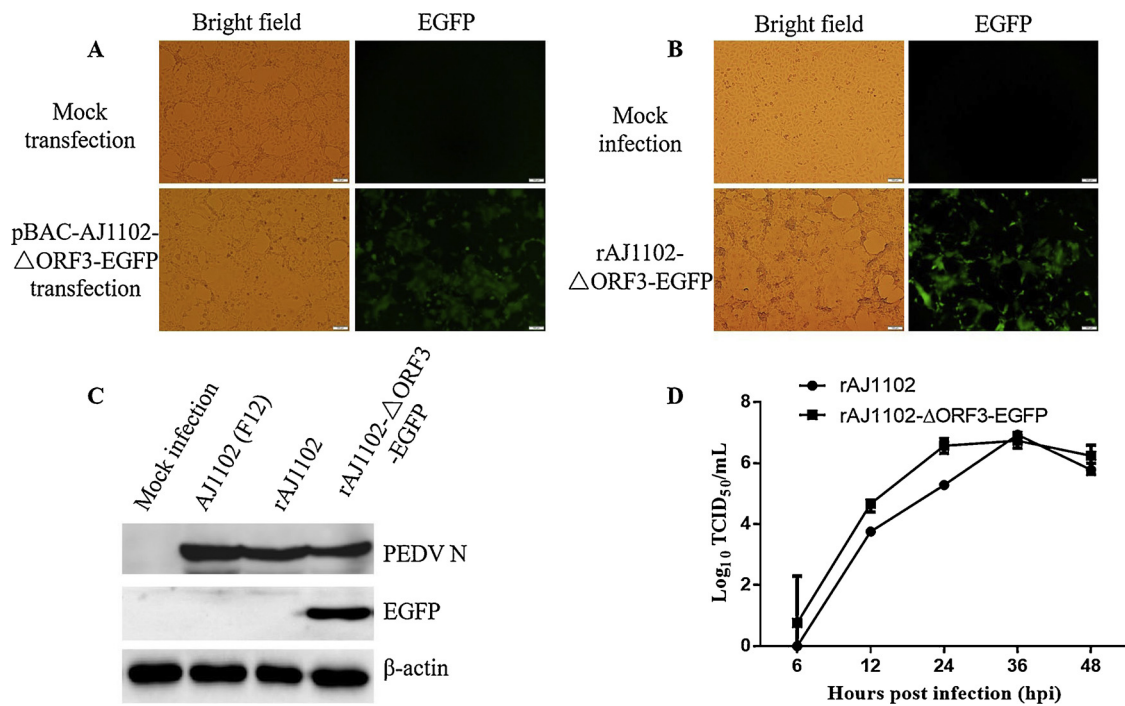 A
Bright field
EGFP
Mock
transfection
pBAC-AJ1102-
△ORF3-EGFP
transfection
B
Bright field
EGFP
Mock
infection
rAJ1102-
△ORF3-EGFP
C
Mock infection
AJ1102 (F12)
rAJ1102
rAJ1102-△ORF3
-EGFP
PEDV N
EGFP
β-actin
D
rAJ1102
rAJ1102-ΔORF3-EGFP
Log10 TCID50/mL
8
6
4
2
0
6 12 24 36 48
Hours post infection (hpi)